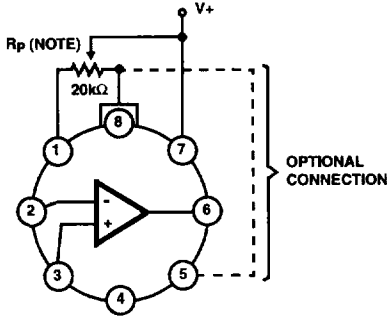 V+
RP (NOTE)
20kΩ
8
1
7
OPTIONAL
CONNECTION
2
-
+
6
3
5
4